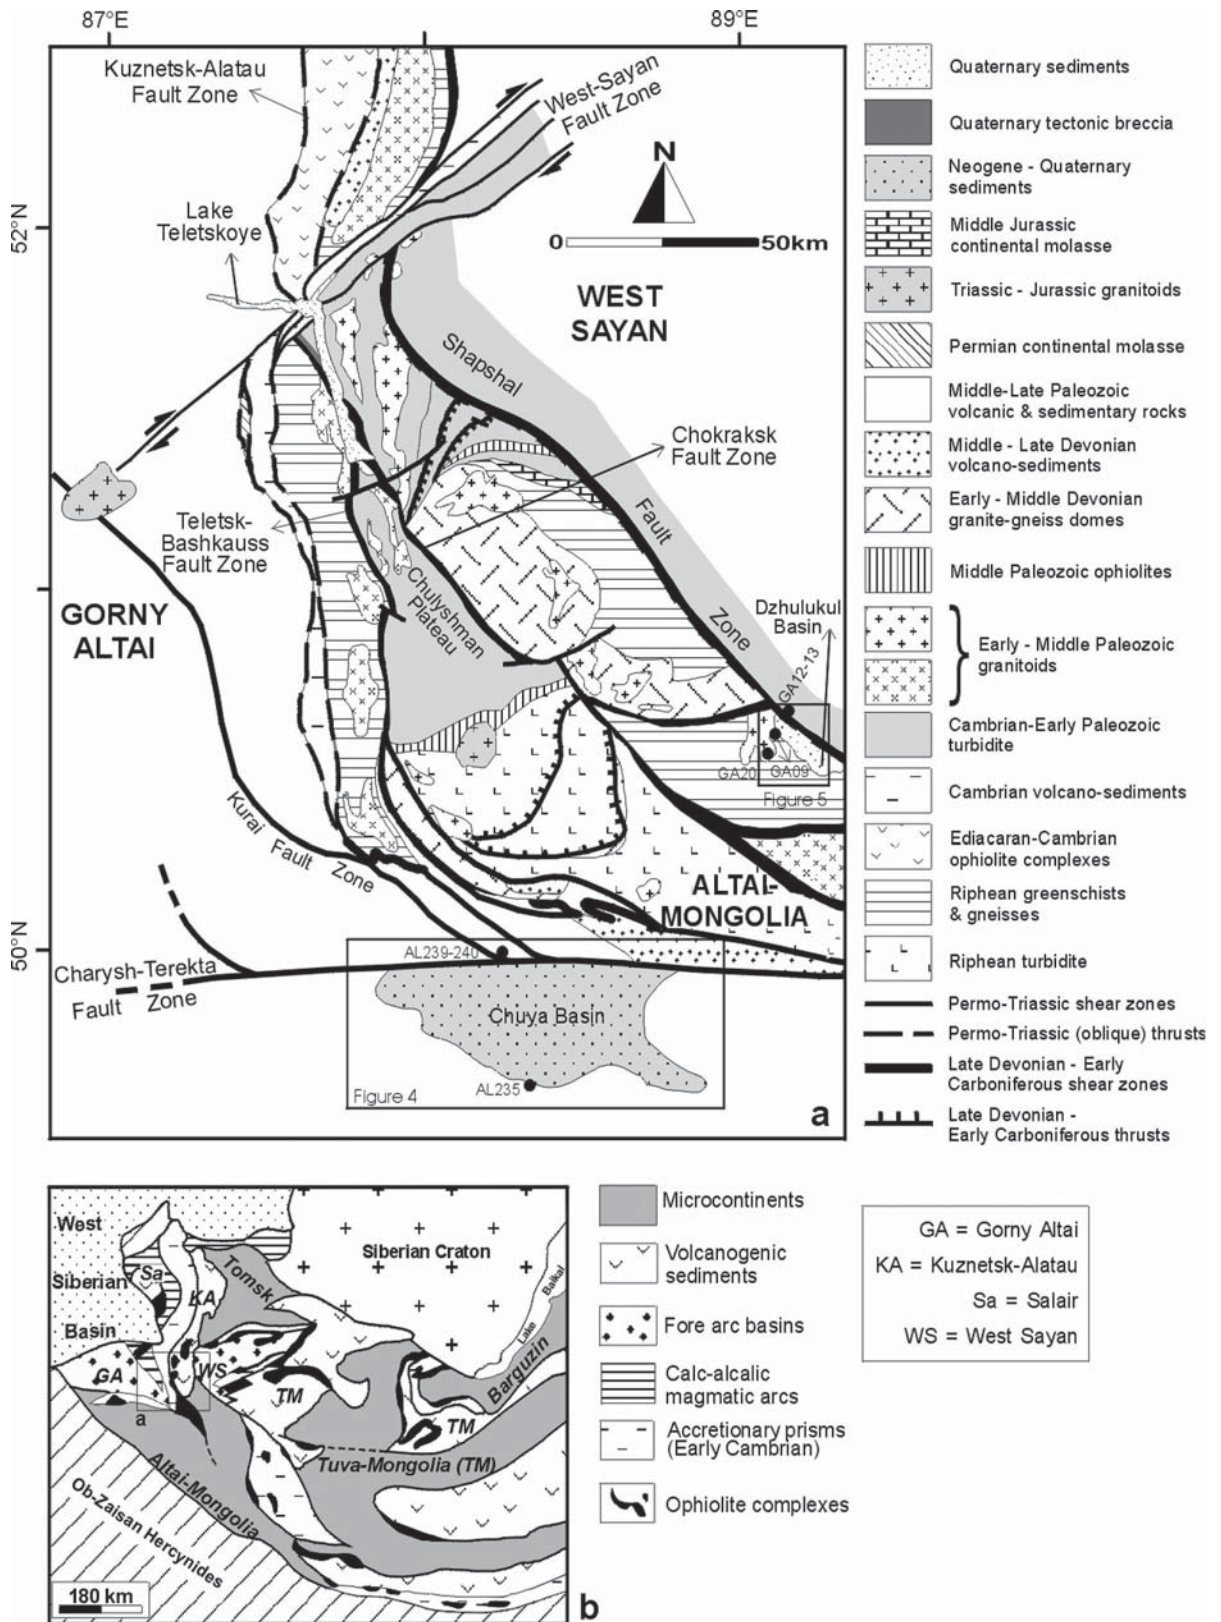 87°E
89°E
52°N
50°N
Kuznetsk-Alatau
Fault Zone
West-Sayan
Fault Zone
N
0
50km
Lake
Teletskoye
WEST
SAYAN
Shapshal
Fault
Zone
Chokraksk
Fault Zone
Teletsk-
Bashkauss
Fault Zone
Chulyshman
Plateau
GORNY
ALTAI
Dzhulukul
Basin
GA12-13
GA20
GA09
Figure 5
Kurai Fault Zone
ALTAI-
MONGOLIA
Charysh-Terekta
Fault Zone
AL239-240
Chuya Basin
AL235
Figure 4
a
Quaternary sediments
Quaternary tectonic breccia
Neogene - Quaternary
sediments
Middle Jurassic
continental molasse
Triassic - Jurassic granitoids
Permian continental molasse
Middle-Late Paleozoic
volcanic & sedimentary rocks
Middle - Late Devonian
volcano-sediments
Early - Middle Devonian
granite-gneiss domes
Middle Paleozoic ophiolites
Early - Middle Paleozoic
granitoids
Cambrian-Early Paleozoic
turbidite
Cambrian volcano-sediments
Ediacaran-Cambrian
ophiolite complexes
Riphean greenschists
& gneisses
Riphean turbidite
Permo-Triassic shear zones
Permo-Triassic (oblique) thrusts
Late Devonian - Early
Carboniferous shear zones
Late Devonian -
Early Carboniferous thrusts
West
Siberian
Basin
Sa
KA
Tomsk
Siberian Craton
Lake Baikal
Barguzin
GA
WS
TM
TM
a
Tuva-Mongolia (TM)
Altai-Mongolia
Ob-Zaisan Hercynides
180 km
b
Microcontinents
Volcanogenic
sediments
Fore arc basins
Calc-alcalic
magmatic arcs
Accretionary prisms
(Early Cambrian)
Ophiolite complexes
GA = Gorny Altai
KA = Kuznetsk-Alatau
Sa = Salair
WS = West Sayan